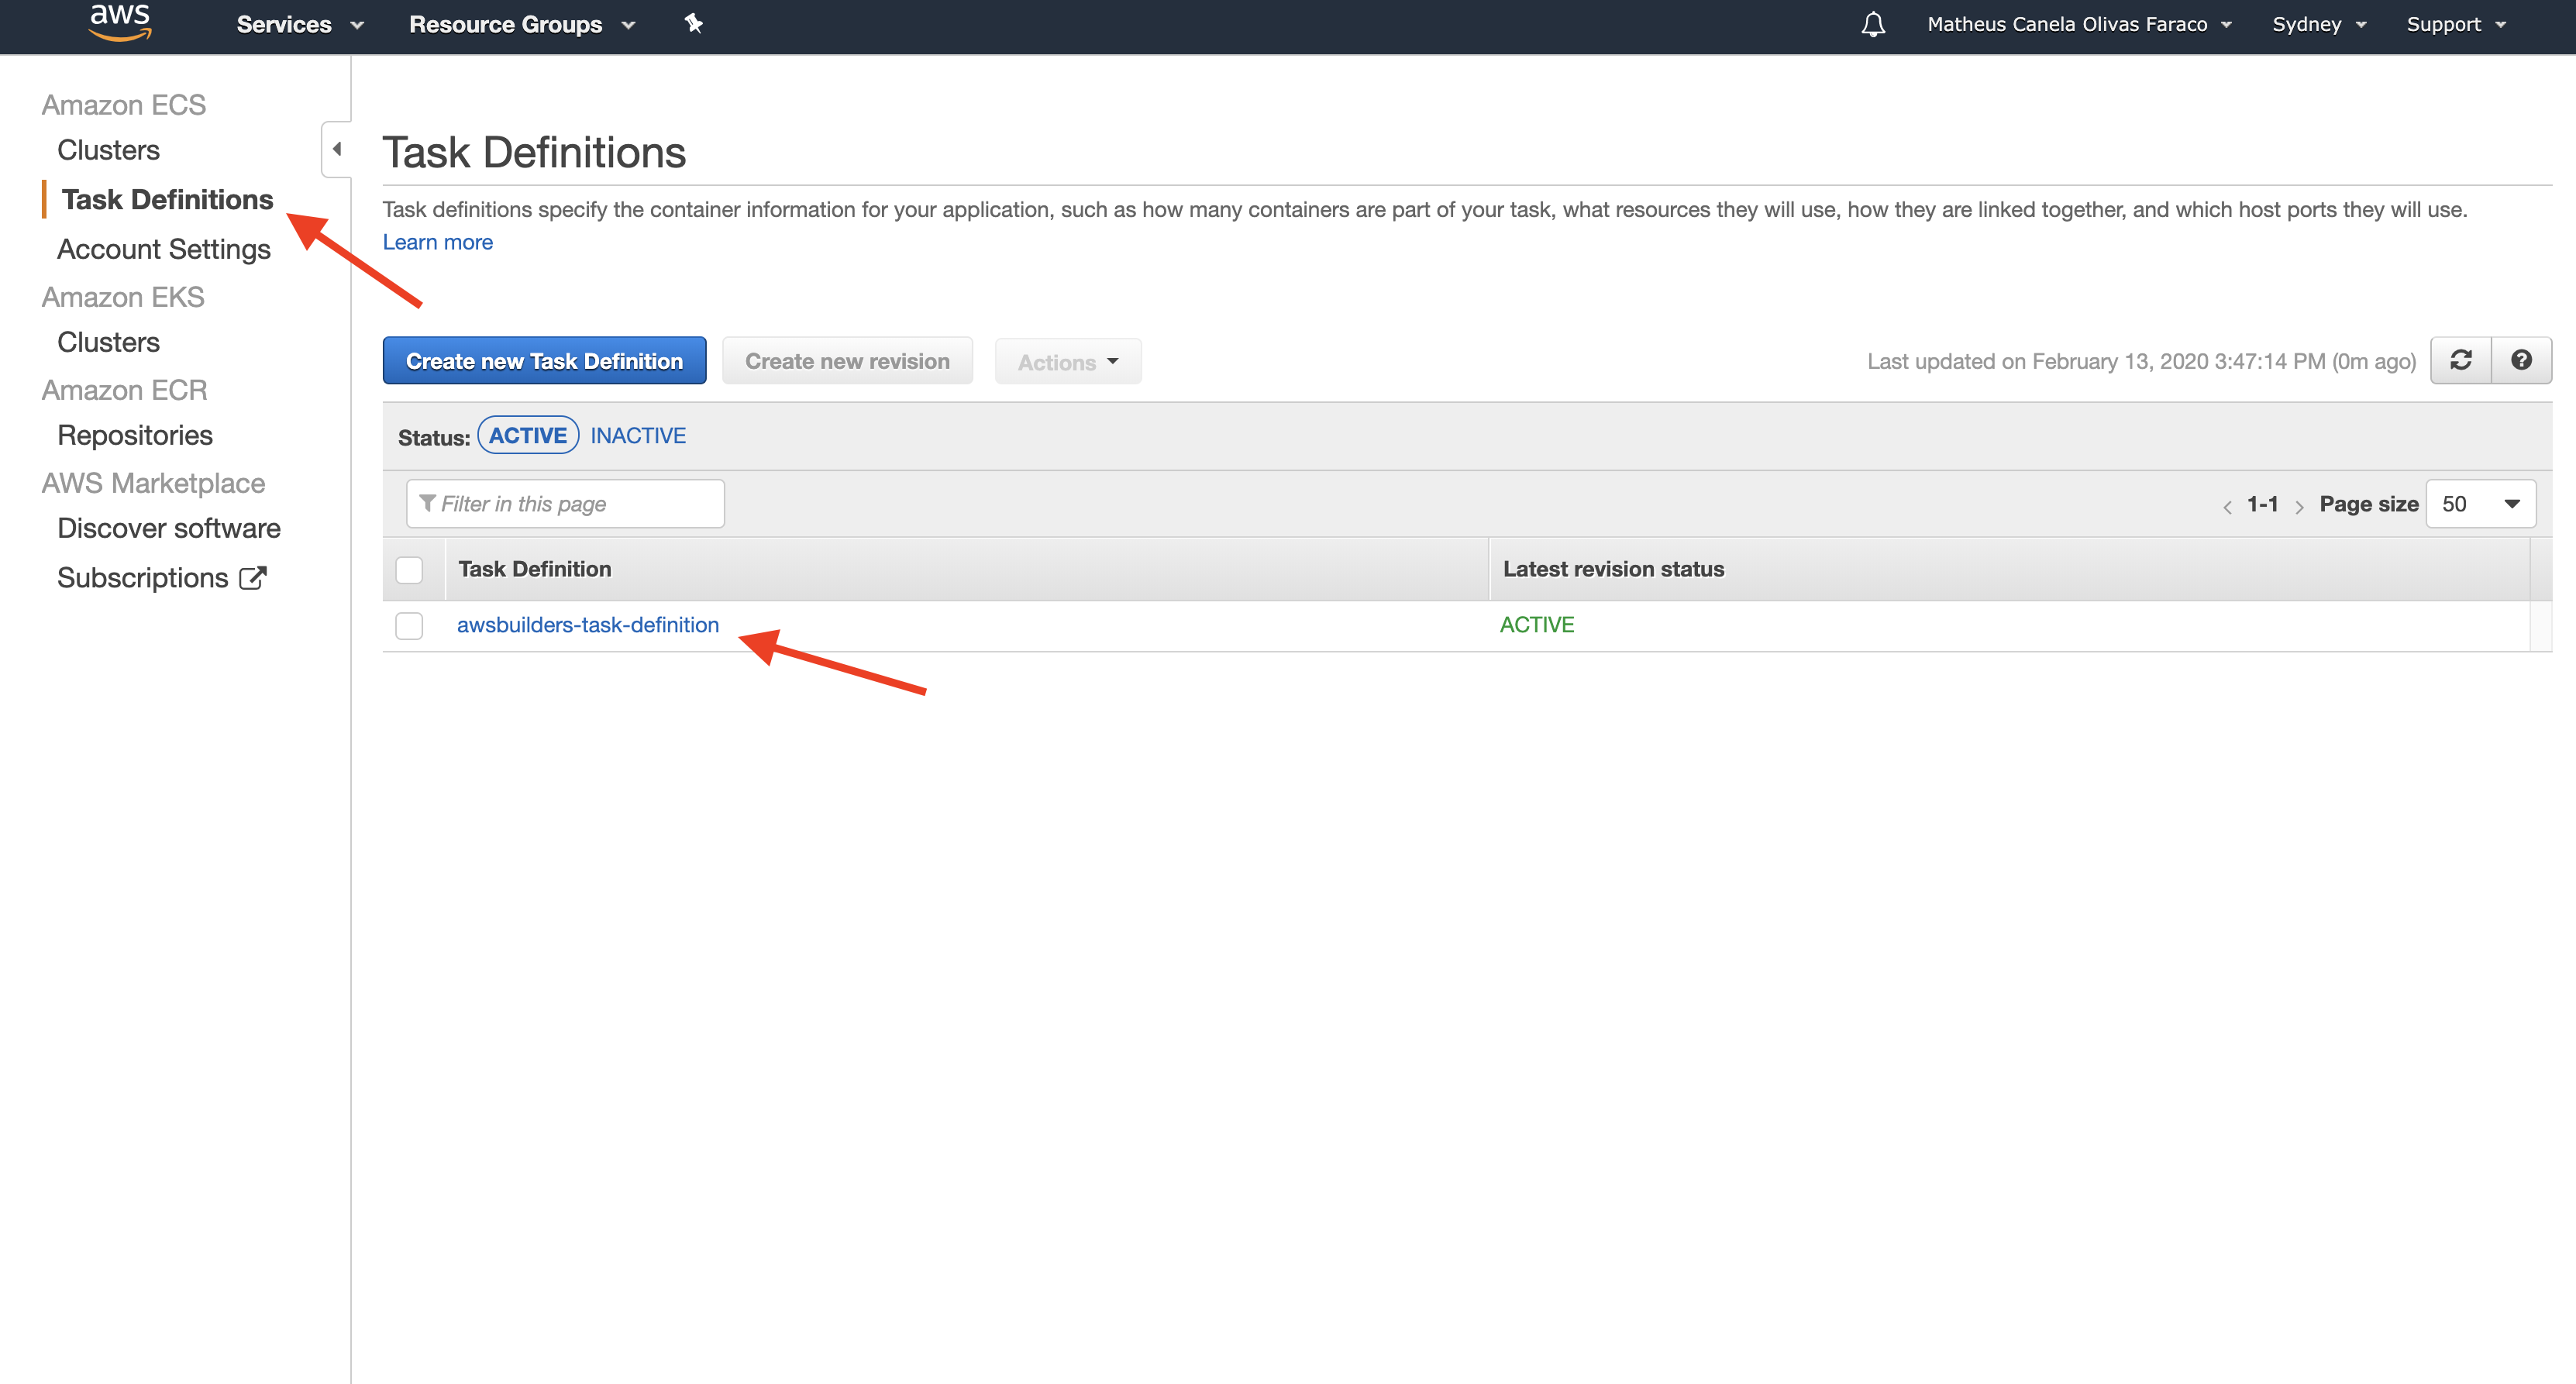 aws
Services
Resource Groups
Matheus Canela Olivas Faraco
Sydney
Support
Amazon ECS
Clusters
Task Definitions
Account Settings
Amazon EKS
Clusters
Amazon ECR
Repositories
AWS Marketplace
Discover software
Subscriptions
Task Definitions
Task definitions specify the container information for your application, such as how many containers are part of your task, what resources they will use, how they are linked together, and which host ports they will use.
Learn more
Create new Task Definition
Create new revision
Actions
Last updated on February 13, 2020 3:47:14 PM (0m ago)
Status: ACTIVE INACTIVE
Filter in this page
1-1
Page size 50
Task Definition
Latest revision status
awsbuilders-task-definition
ACTIVE